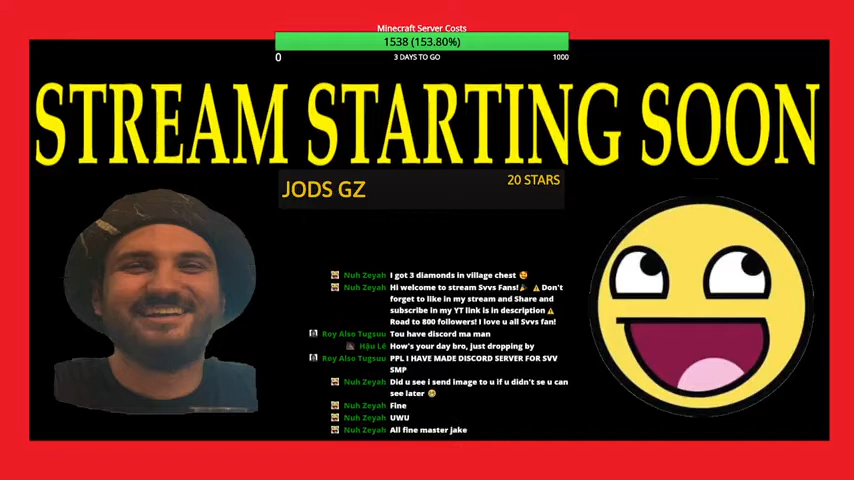 Minecraft Server Costs
1538 (153.80%)
0 3 DAYS TO GO 1000
STREAM STARTING SOON
JODS GZ 20 STARS
Nuh Zeyah I got 3 diamonds in village chest
Nuh Zeyah HI welcome to stream Svvs Fans! Don't
forget to like in my stream and Share and
subscribe in my YT link is in description
Road to 800 followers! I love u all Svvs fan!
Roy Also Tugsuu You have discord ma man
Hậu Lê How's your day bro, just dropping by
Roy Also Tugsuu PPL I HAVE MADE DISCORD SERVER FOR SVV
SMP
Nuh Zeyah Did u see i send image to u if u didn't se u can
see later
Nuh Zeyah Fine
Nuh Zeyah UWU
Nuh Zeyah All fine master jake